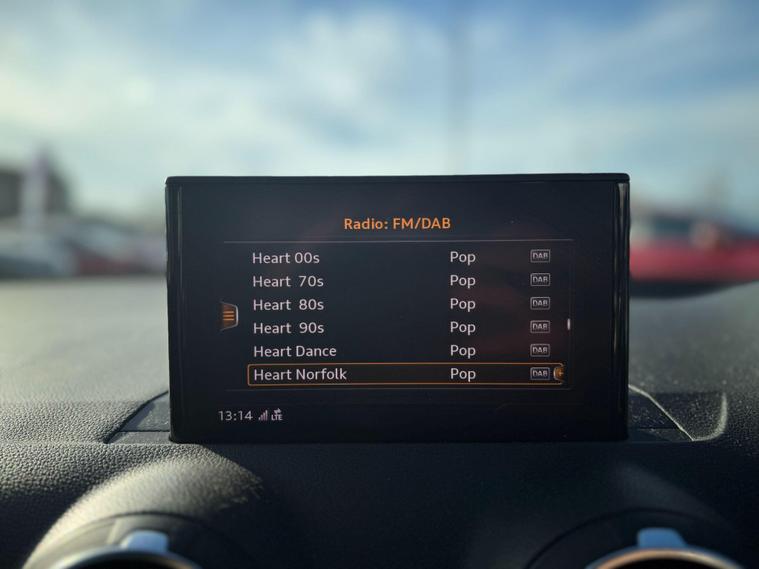 Radio: FM/DAB
Heart 00s Pop DAB
Heart 70s Pop DAB
Heart 80s Pop DAB
Heart 90s Pop DAB
Heart Dance Pop DAB
Heart Norfolk Pop DAB
13:14 LTE